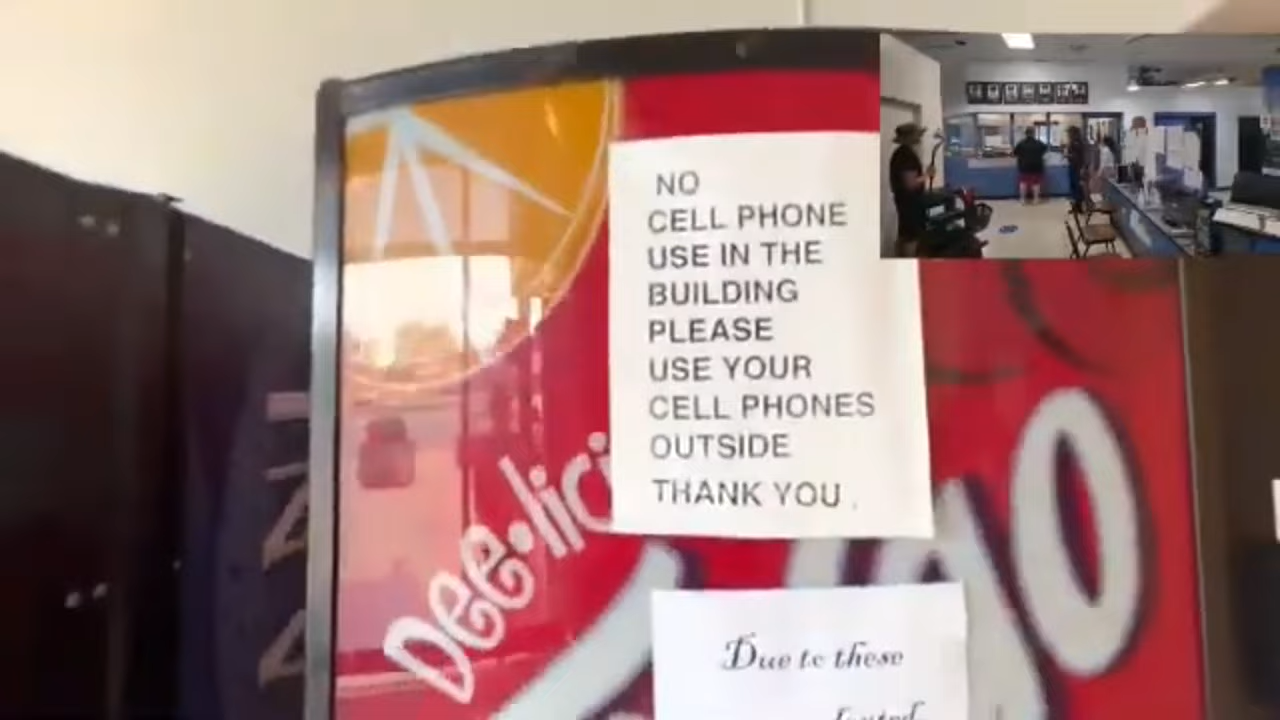 NO
CELL PHONE
USE IN THE
BUILDING
PLEASE
USE YOUR
CELL PHONES
OUTSIDE
THANK YOU.
Dee•lici
Due to these